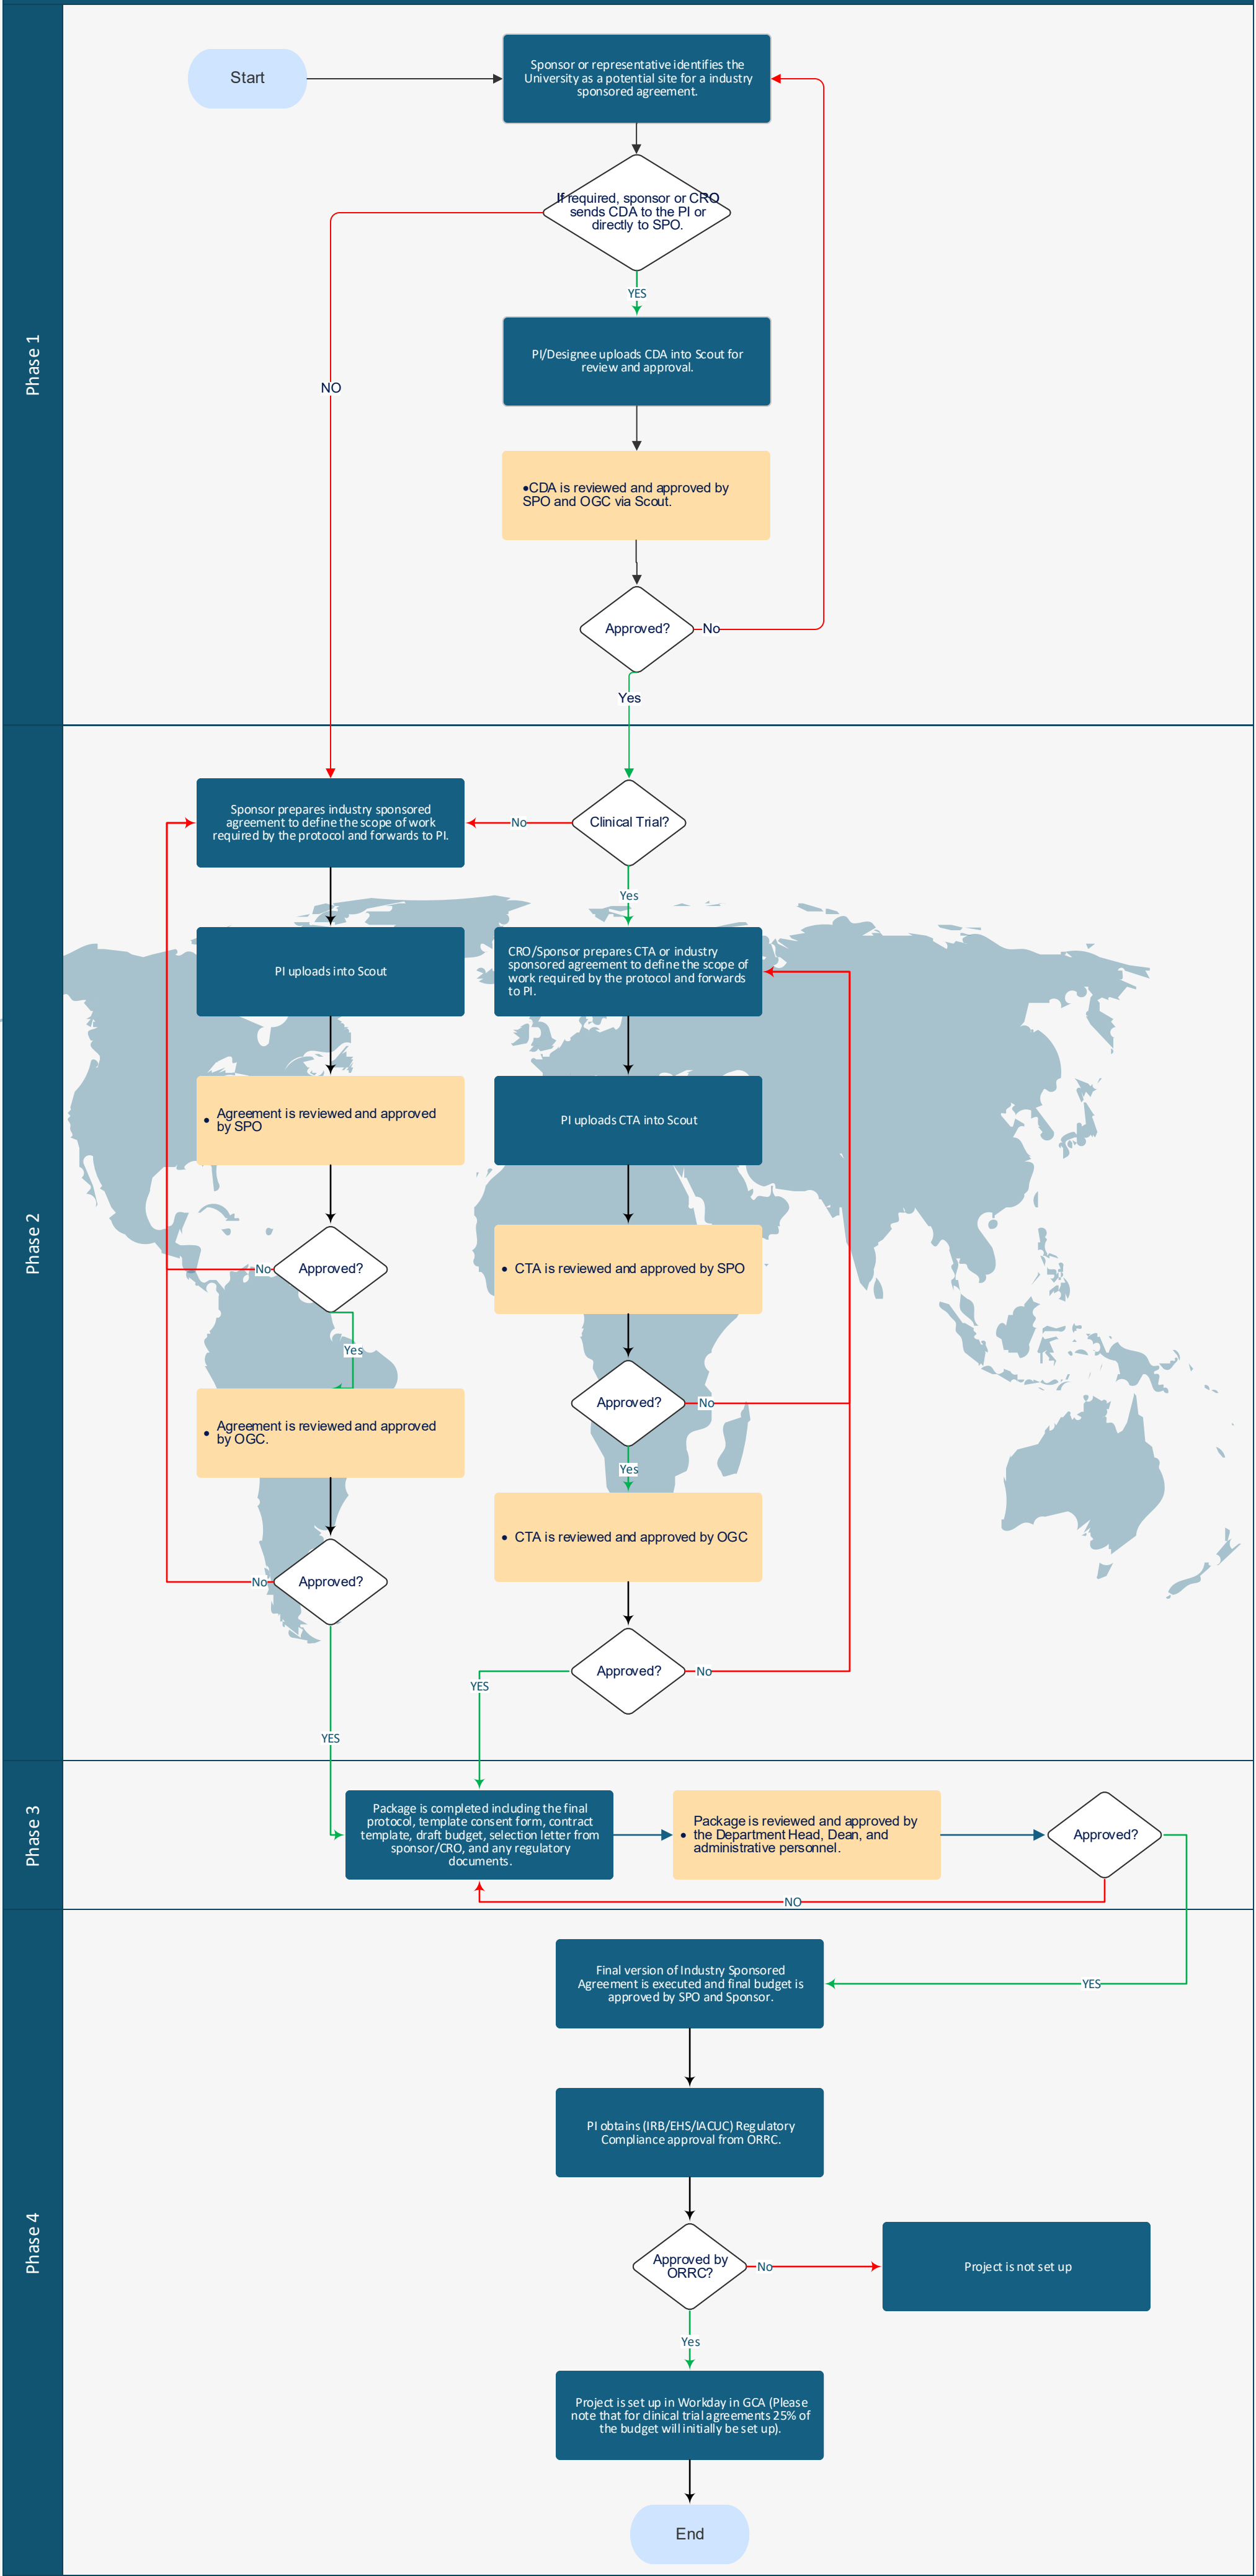 Phase 1
Start
Sponsor or representative identifies the
University as a potential site for a industry
sponsored agreement.
If required, sponsor or CRO
sends CDA to the PI or
directly to SPO.
YES
NO
PI/Designee uploads CDA into Scout for
review and approval.
•CDA is reviewed and approved by
SPO and OGC via Scout.
Approved?
No
Yes
Phase 2
Sponsor prepares industry sponsored
agreement to define the scope of work
required by the protocol and forwards to PI.
No
Clinical Trial?
Yes
PI uploads into Scout
CRO/Sponsor prepares CTA or industry
sponsored agreement to define the scope of
work required by the protocol and forwards
to PI.
• Agreement is reviewed and approved
by SPO
PI uploads CTA into Scout
No
Approved?
• CTA is reviewed and approved by SPO
Yes
Approved?
No
• Agreement is reviewed and approved
by OGC.
Yes
• CTA is reviewed and approved by OGC
No
Approved?
Approved?
No
YES
YES
Phase 3
Package is completed including the final
protocol, template consent form, contract
template, draft budget, selection letter from
sponsor/CRO, and any regulatory
documents.
• Package is reviewed and approved by
the Department Head, Dean, and
administrative personnel.
Approved?
NO
YES
Phase 4
Final version of Industry Sponsored
Agreement is executed and final budget is
approved by SPO and Sponsor.
PI obtains (IRB/EHS/IACUC) Regulatory
Compliance approval from ORRC.
Approved by
ORRC?
No
Project is not set up
Yes
Project is set up in Workday in GCA (Please
note that for clinical trial agreements 25% of
the budget will initially be set up).
End